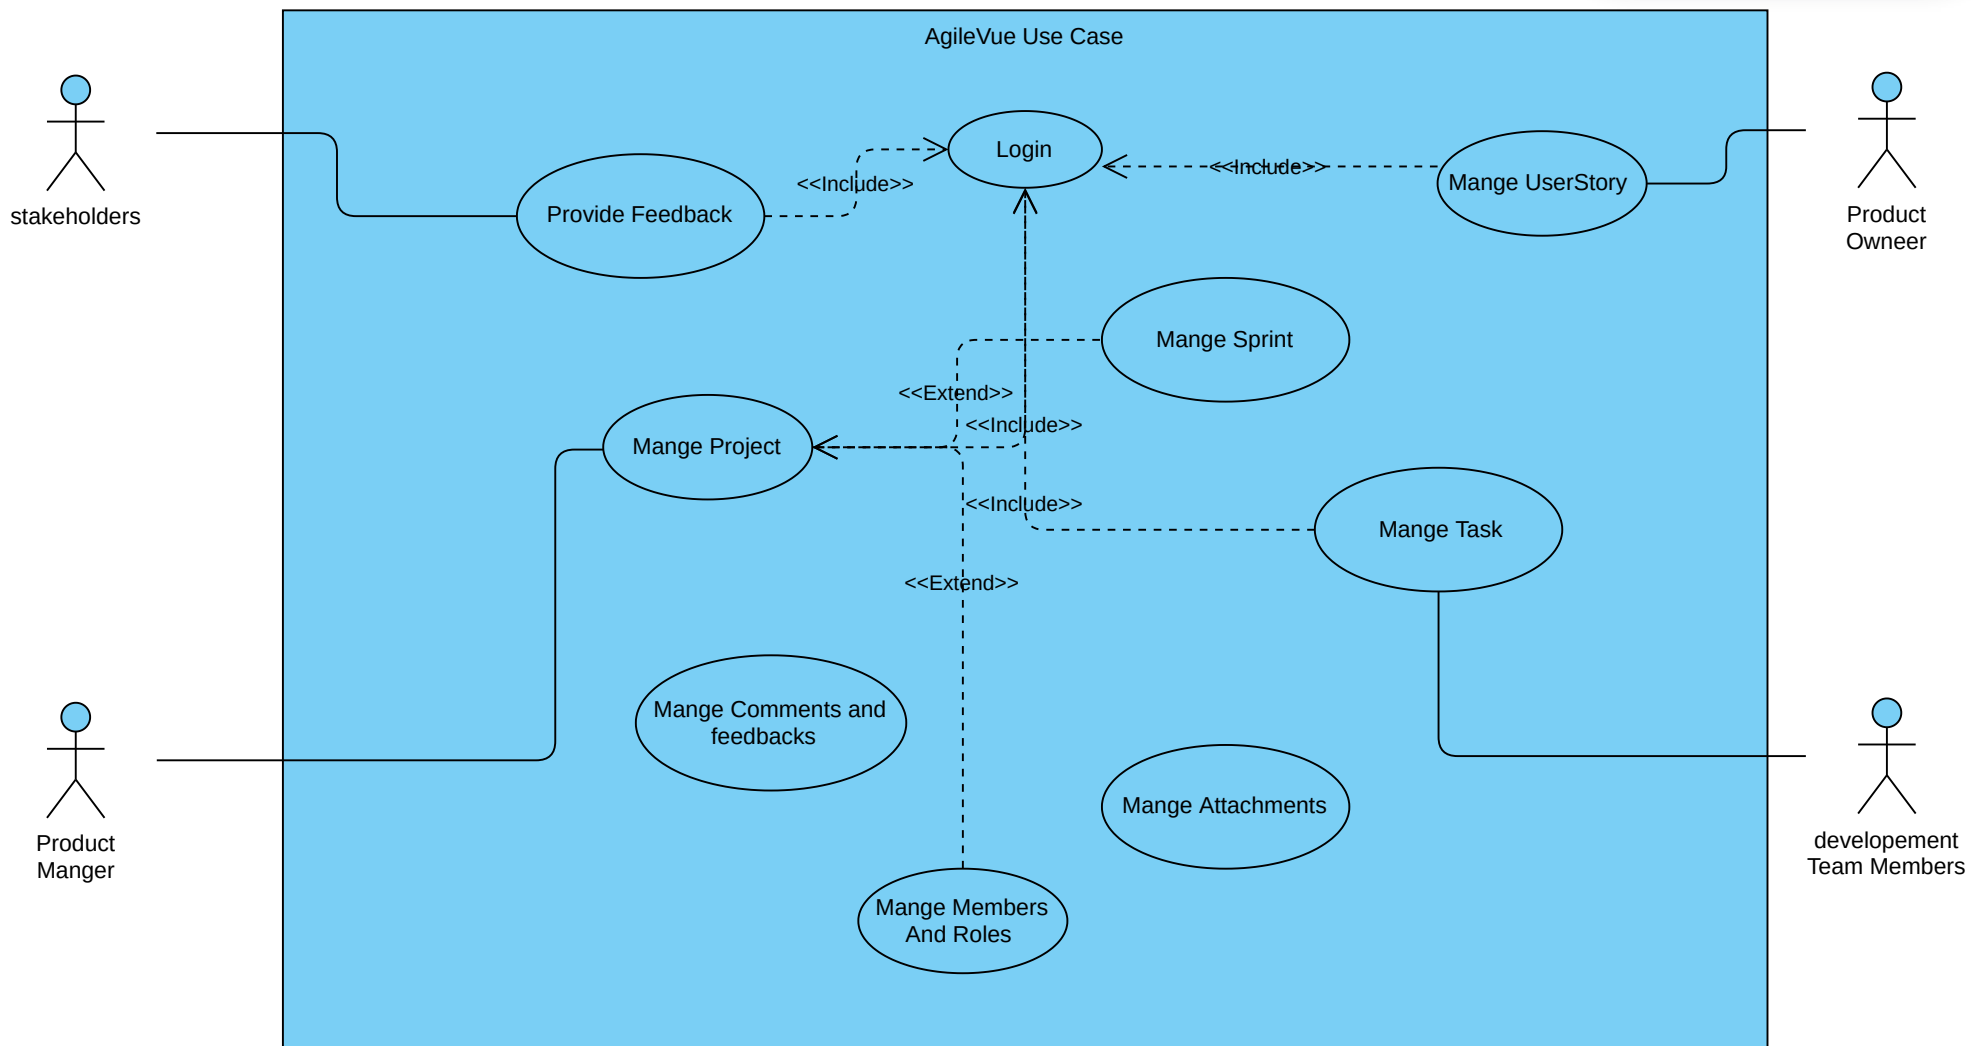 AgileVue Use Case
Login
<<Include>>
<<Include>>
Mange UserStory
stakeholders
Provide Feedback
Product
Owneer
Mange Sprint
<<Extend>>
<<Include>>
Mange Project
<<Include>>
Mange Task
<<Extend>>
Mange Comments and
feedbacks
Mange Attachments
Product
Manger
developement
Team Members
Mange Members
And Roles